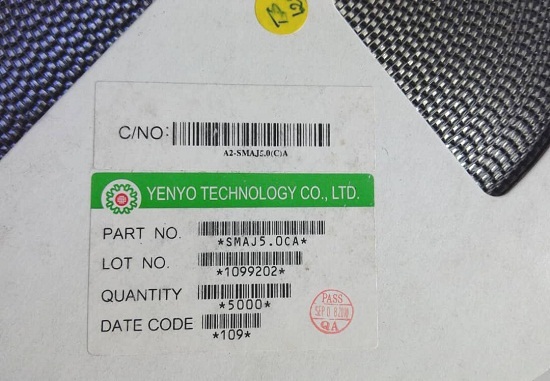 C/NO:
A2-SMAJ5.0(C)A
YENYO TECHNOLOGY CO., LTD.
PART NO.
*SMAJ5.0CA*
LOT NO.
*1099202*
QUANTITY
*5000*
DATE CODE
*109*
PASS
QA